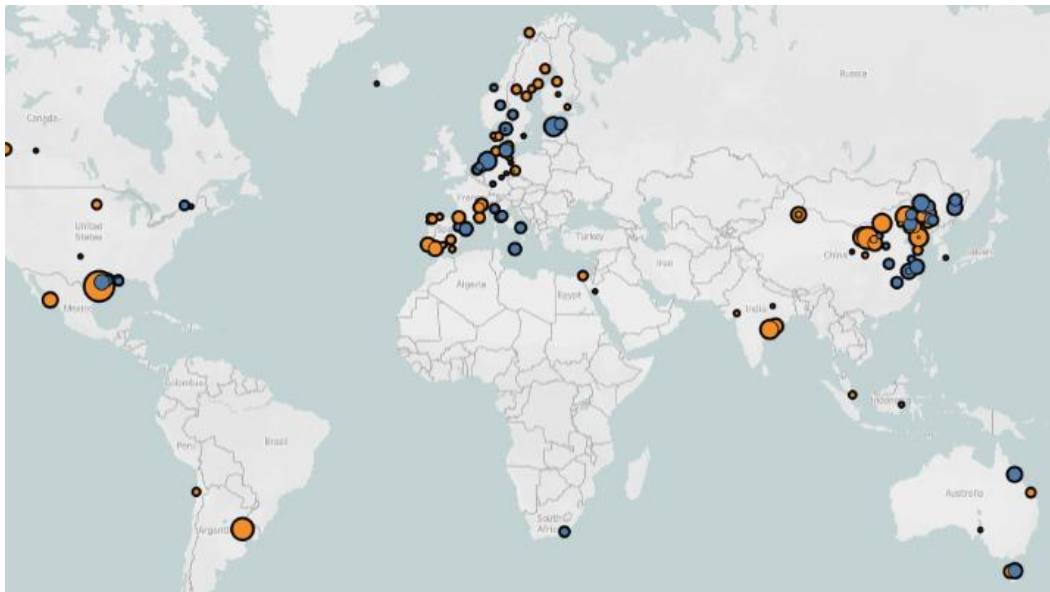 Russia
Canada
United
States
France
Turkey
Iran
China
Japan
Algeria
Egypt
India
Mexico
Colombia
Indonesia
Peru
Brazil
Australia
South
Africa
Argenti